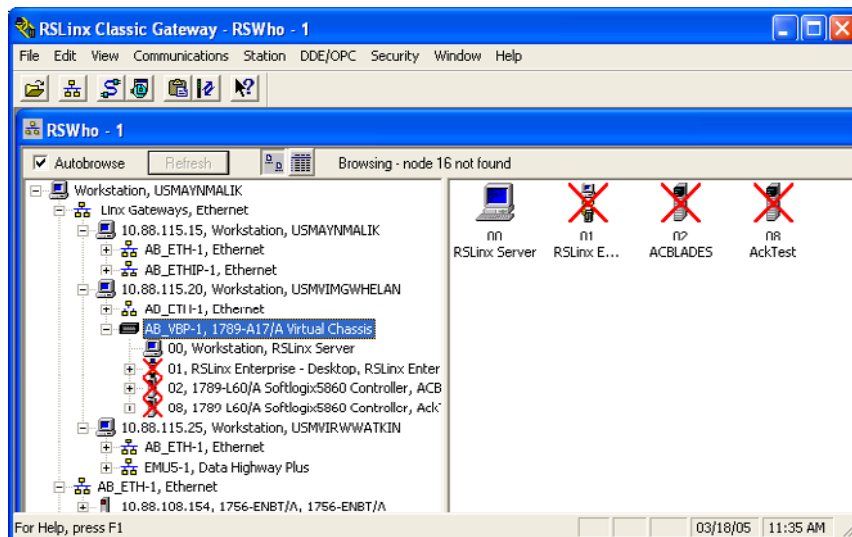 RSLinx Classic Gateway - RSWho - 1
File Edit View Communications Station DDE/OPC Security Window Help
RSWho - 1
Autobrowse Refresh Browsing - node 16 not found
Workstation, USMAYNMALIK
Linx Gateways, Ethernet
10.88.115.15, Workstation, USMAYNMALIK
AB_ETH-1, Ethernet
AB_ETHIP-1, Ethernet
10.88.115.20, Workstation, USMVIMGWHELAN
AB_ETH-1, Ethernet
AB_VBP-1, 1789-A17/A Virtual Chassis
00, Workstation, RSLinx Server
01, RSLinx Enterprise - Desktop, RSLinx Enter
02, 1789-L60/A Softlogix5860 Controller, ACB
08, 1789-L60/A Softlogix5860 Controller, Ack
10.88.115.25, Workstation, USMVIRWWATKIN
AB_ETH-1, Ethernet
EMU5-1, Data Highway Plus
AB_ETH-1, Ethernet
10.88.108.154, 1756-ENBT/A, 1756-ENBT/A
00 01 02 08
RSLinx Server RSLinx E... ACBLADES AckTest
For Help, press F1 03/18/05 11:35 AM